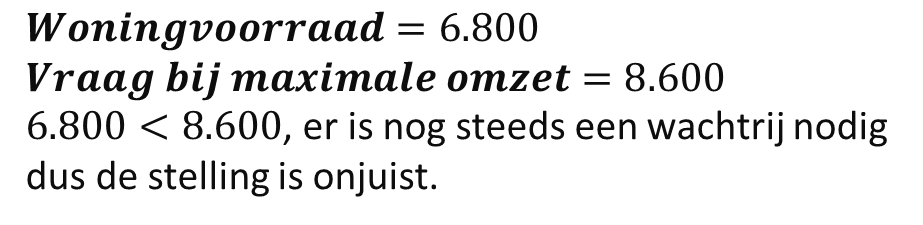 Woningvoorraad = 6.800
Vraag bij maximale omzet = 8.600
6.800 < 8.600, er is nog steeds een wachtrij nodig
dus de stelling is onjuist.